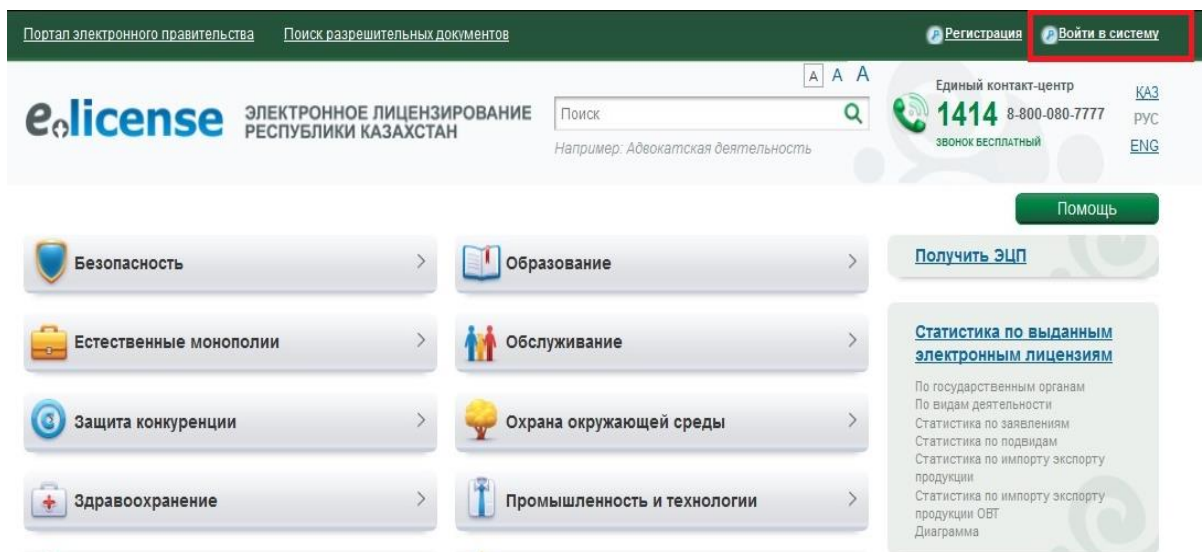 Портал электронного правительства Поиск разрешительных документов Регистрация Войти в систему
A A A
e.license
ЭЛЕКТРОННОЕ ЛИЦЕНЗИРОВАНИЕ
РЕСПУБЛИКИ КАЗАХСТАН
Поиск
Например: Адвокатская деятельность
Единый контакт-центр
1414 8-800-080-7777
ЗВОНОК БЕСПЛАТНЫЙ
ҚАЗ
РУС
ENG
Помощь
Безопасность
Образование
Естественные монополии
Обслуживание
Защита конкуренции
Охрана окружающей среды
Здравоохранение
Промышленность и технологии
Получить ЭЦП
Статистика по выданным
электронным лицензиям
По государственным органам
По видам деятельности
Статистика по заявлениям
Статистика по подвидам
Статистика по импорту экспорту
продукции
Статистика по импорту экспорту
продукции ОВТ
Диаграмма